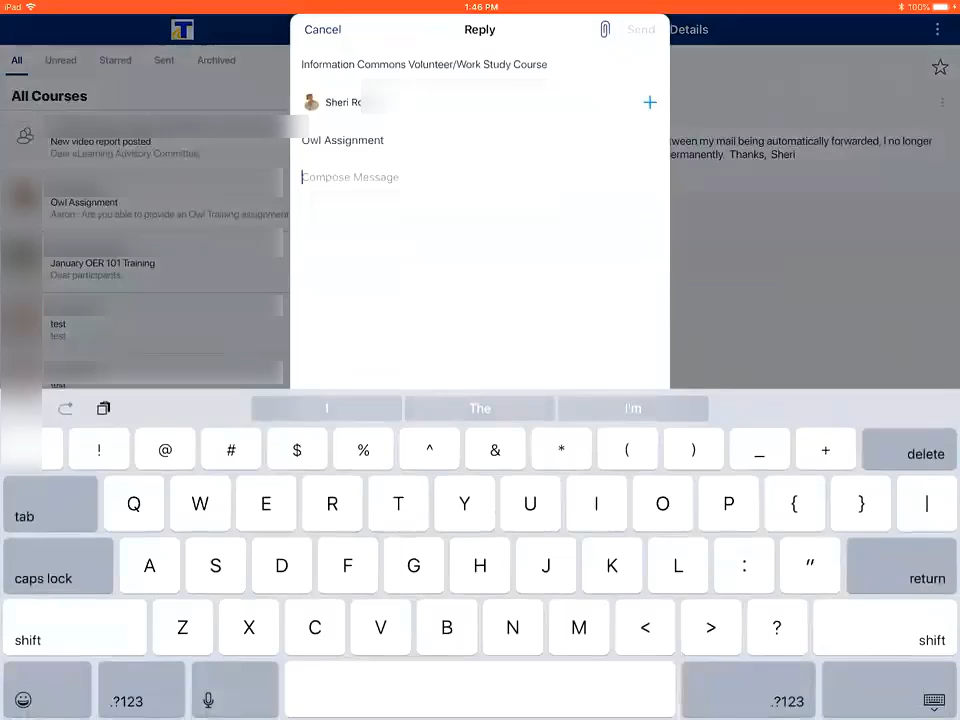 iPad 1:46 PM 100%
T
Cancel Reply Send Details
All Unread Starred Sent Archived
Information Commons Volunteer/Work Study Course
All Courses
Sheri
Owl Assignment
New video report posted
Dear eLearning Advisory Committee,
tween my mail being automatically forwarded, I no longer
ermanently. Thanks, Sheri
Compose Message
Owl Assignment
Aaron - Are you able to provide an Owl Training assignment
January OER 101 Training
Dear participants,
test
test
I The I'm
! @ # $ % ^ & * ( ) _ + delete
tab Q W E R T Y U I O P { } |
caps lock A S D F G H J K L : " return
shift Z X C V B N M < > ? shift
.?123 .?123